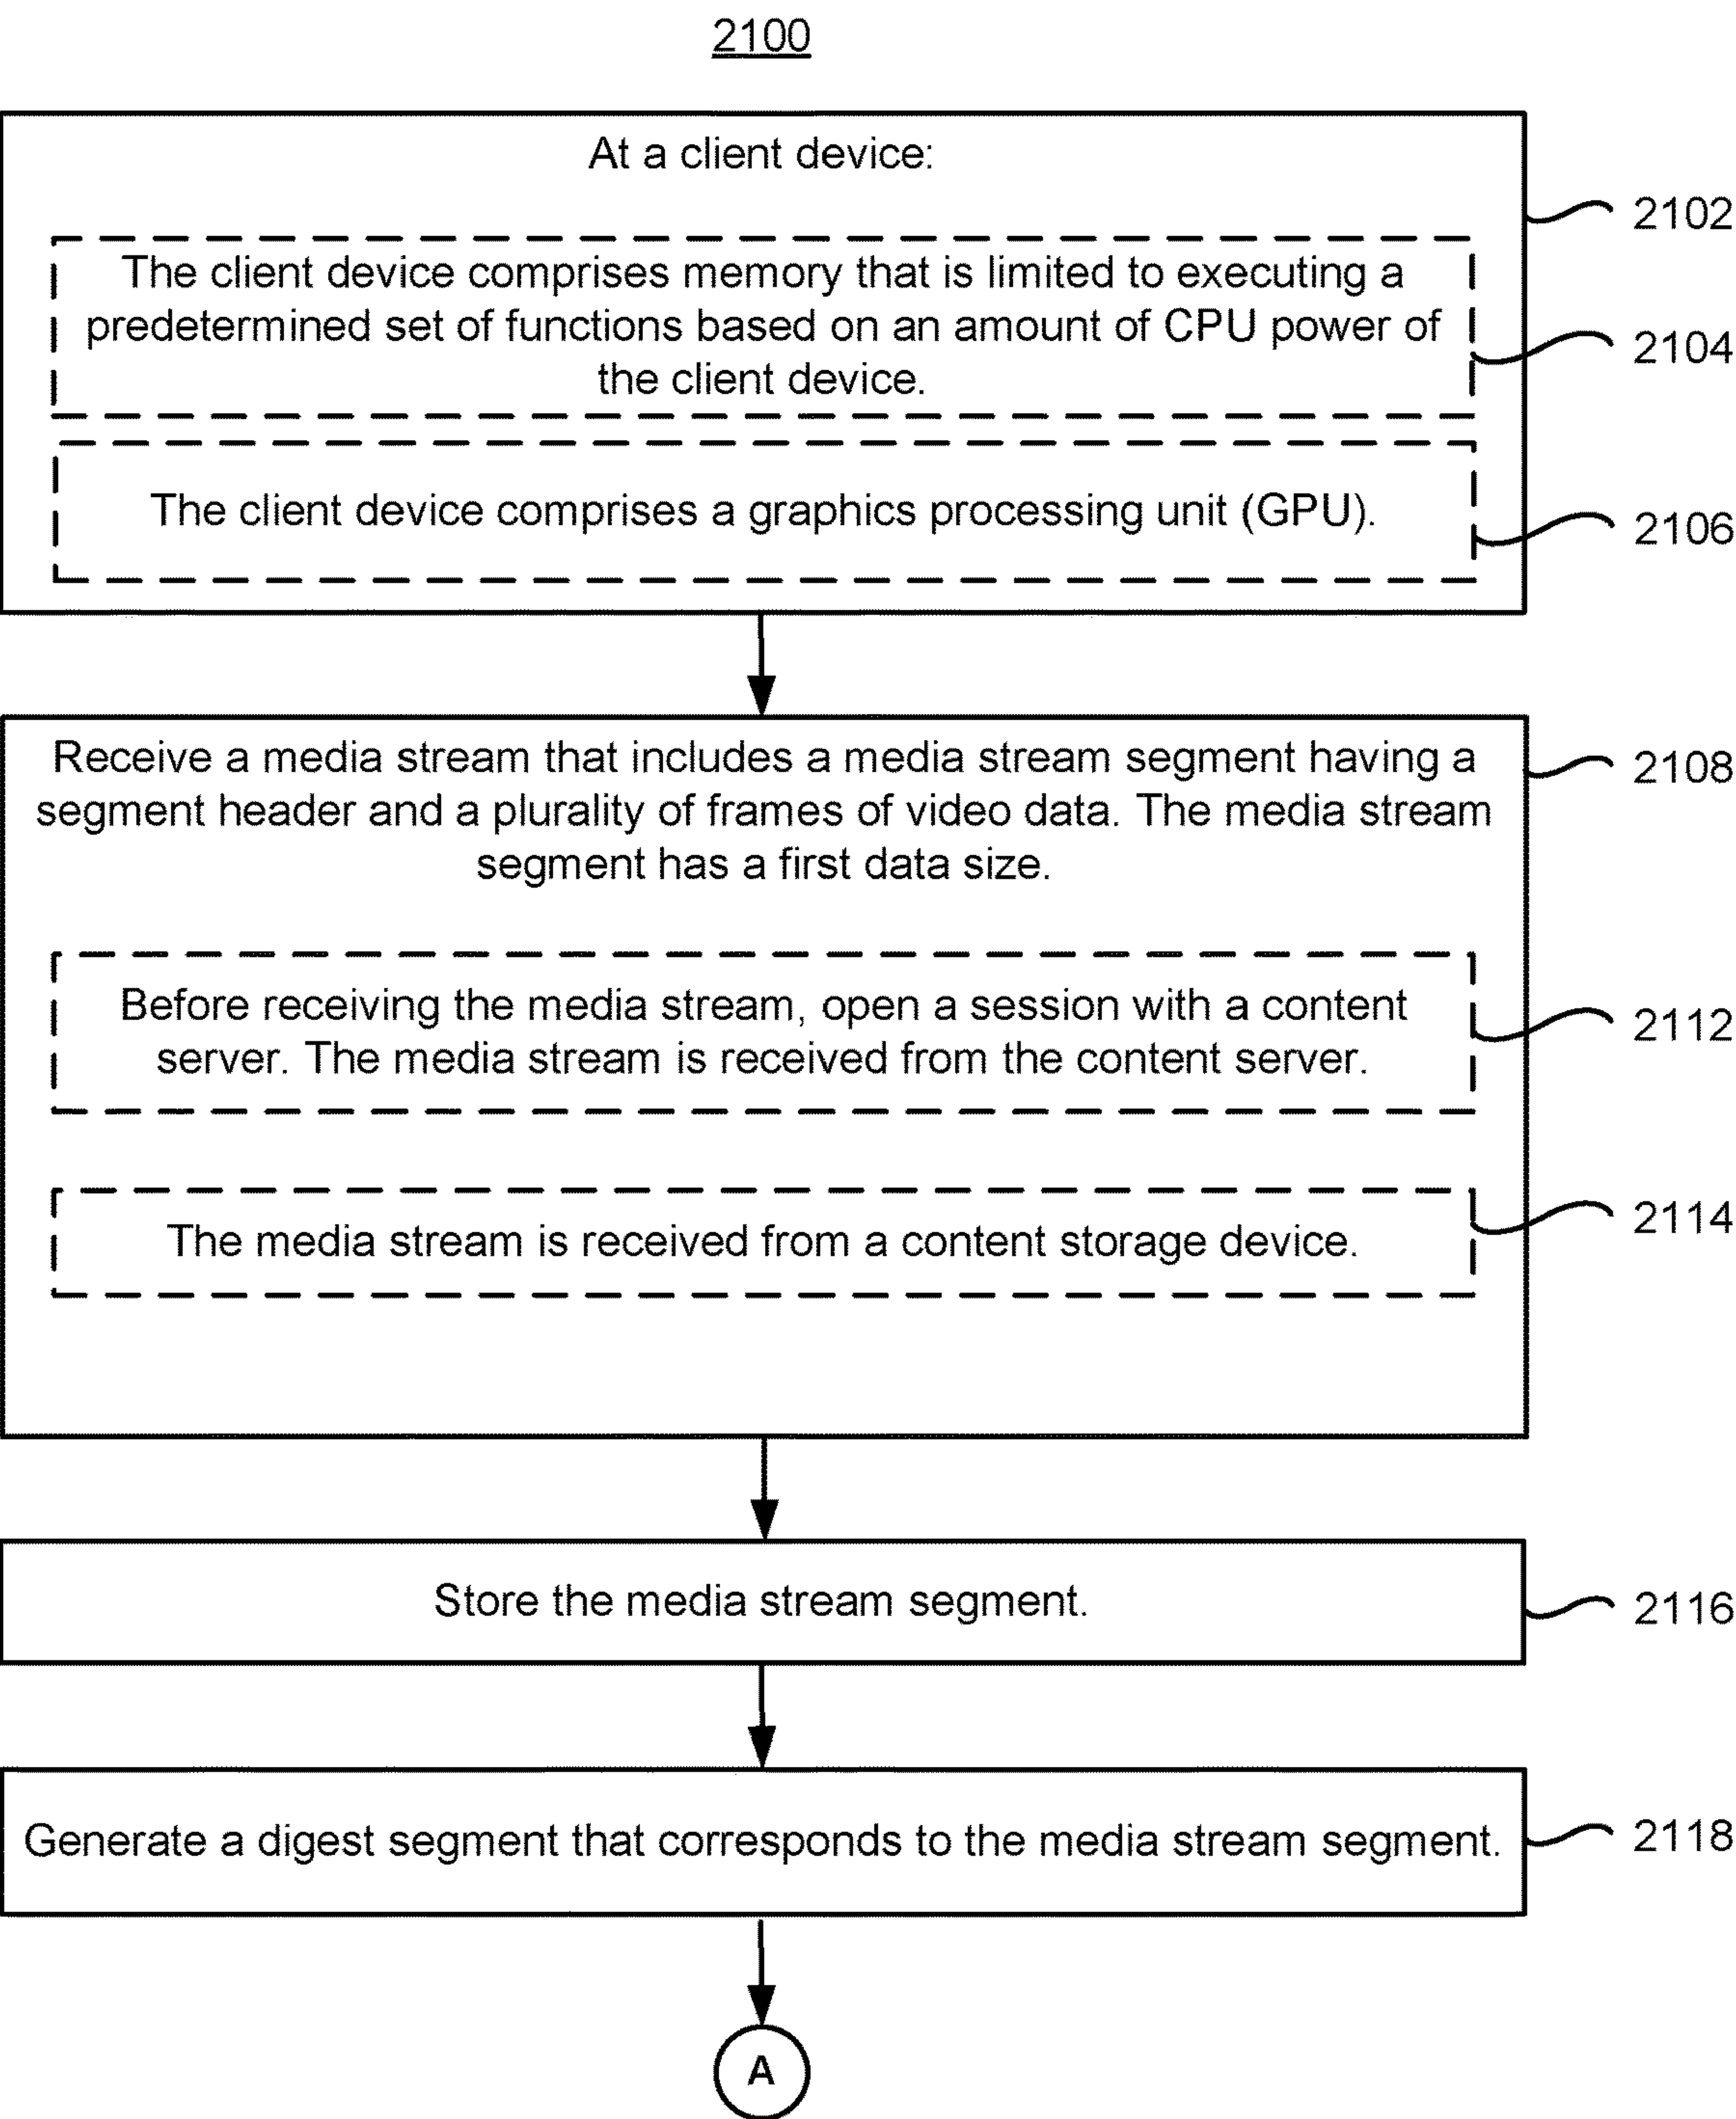 2100
At a client device:
2102
The client device comprises memory that is limited to executing a
predetermined set of functions based on an amount of CPU power of
the client device.
2104
The client device comprises a graphics processing unit (GPU).
2106
Receive a media stream that includes a media stream segment having a
segment header and a plurality of frames of video data. The media stream
segment has a first data size.
2108
Before receiving the media stream, open a session with a content
server. The media stream is received from the content server.
2112
The media stream is received from a content storage device.
2114
Store the media stream segment.
2116
Generate a digest segment that corresponds to the media stream segment.
2118
A